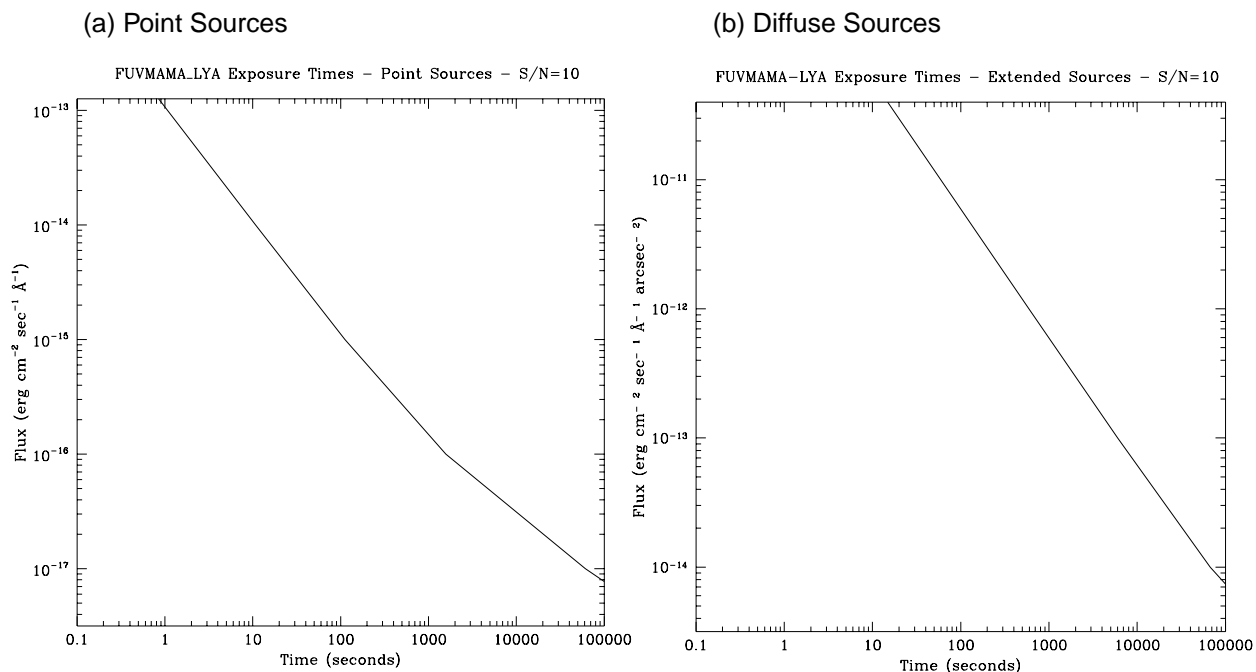 (a) Point Sources
FUVMAMA_LYA Exposure Times – Point Sources – S/N=10
Flux (erg cm⁻² sec⁻¹ Å⁻¹)
10⁻¹³
10⁻¹⁴
10⁻¹⁵
10⁻¹⁶
10⁻¹⁷
0.1 1 10 100 1000 10000 100000
Time (seconds)
(b) Diffuse Sources
FUVMAMA–LYA Exposure Times – Extended Sources – S/N=10
Flux (erg cm⁻ ² sec⁻ ¹ Å⁻ ¹ arcsec⁻ ²)
10⁻¹¹
10⁻¹²
10⁻¹³
10⁻¹⁴
0.1 1 10 100 1000 10000 100000
Time (seconds)